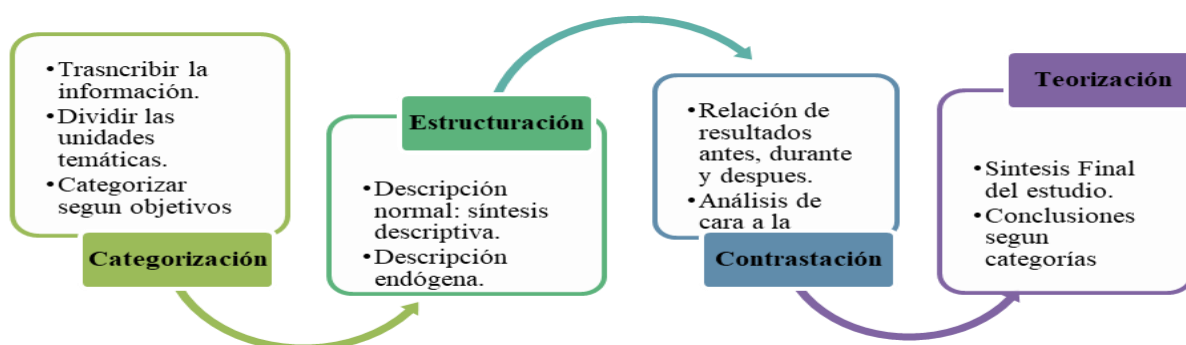 •Trasncribir la
información.
•Dividir las
unidades
temáticas.
•Categorizar
segun objetivos
Categorización
Estructuración
•Descripción
normal: síntesis
descriptiva.
•Descripción
endógena.
•Relación de
resultados
antes, durante
y despues.
•Análisis de
cara a la
Contrastación
Teorización
•Sintesis Final
del estudio.
•Conclusiones
segun
categorías